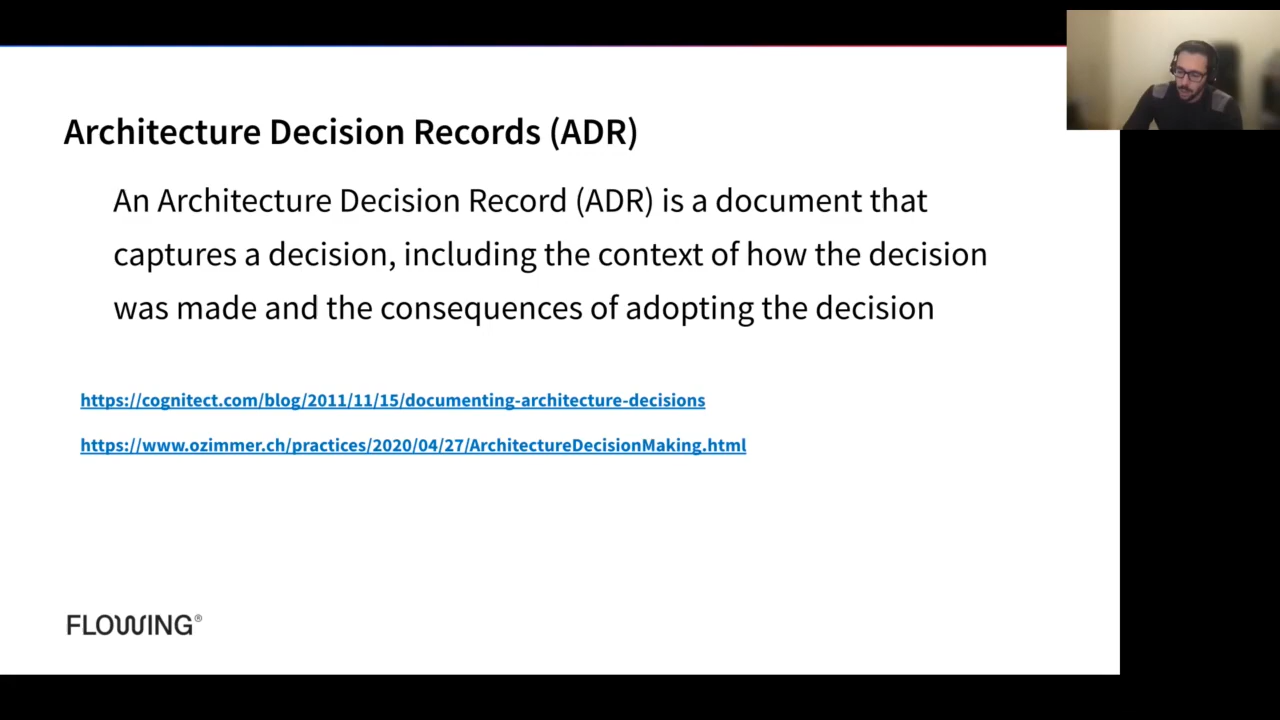 Architecture Decision Records (ADR)
An Architecture Decision Record (ADR) is a document that
captures a decision, including the context of how the decision
was made and the consequences of adopting the decision
https://cognitect.com/blog/2011/11/15/documenting-architecture-decisions
https://www.ozimmer.ch/practices/2020/04/27/ArchitectureDecisionMaking.html
FLOWING®